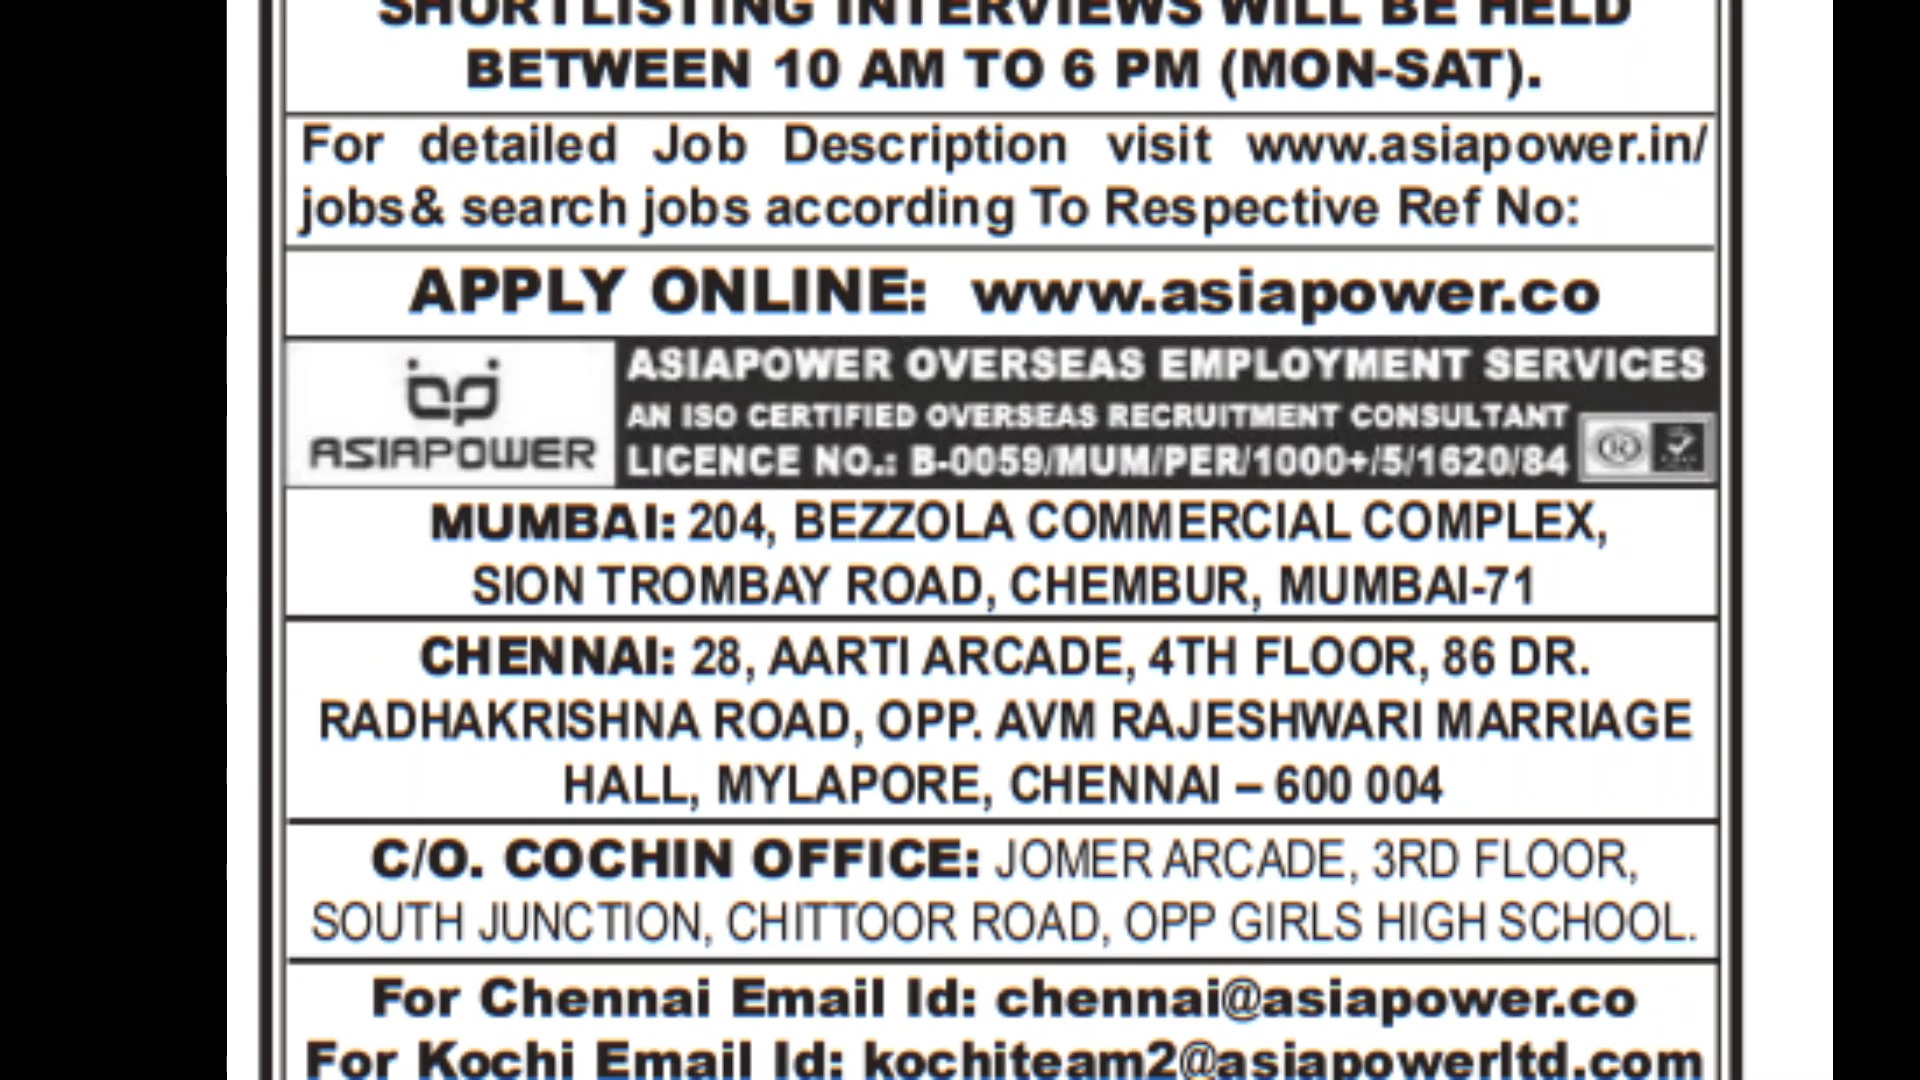 SHORTLISTING INTERVIEWS WILL BE HELD
BETWEEN 10 AM TO 6 PM (MON-SAT).
For detailed Job Description visit www.asiapower.in/
jobs& search jobs according To Respective Ref No:
APPLY ONLINE: www.asiapower.co
ASIAPOWER
ASIAPOWER OVERSEAS EMPLOYMENT SERVICES
AN ISO CERTIFIED OVERSEAS RECRUITMENT CONSULTANT
LICENCE NO.: B-0059/MUM/PER/1000+/5/1620/84
MUMBAI: 204, BEZZOLA COMMERCIAL COMPLEX,
SION TROMBAY ROAD, CHEMBUR, MUMBAI-71
CHENNAI: 28, AARTI ARCADE, 4TH FLOOR, 86 DR.
RADHAKRISHNA ROAD, OPP. AVM RAJESHWARI MARRIAGE
HALL, MYLAPORE, CHENNAI – 600 004
C/O. COCHIN OFFICE: JOMER ARCADE, 3RD FLOOR,
SOUTH JUNCTION, CHITTOOR ROAD, OPP GIRLS HIGH SCHOOL.
For Chennai Email Id: chennai@asiapower.co
For Kochi Email Id: kochiteam2@asiapowerltd.com